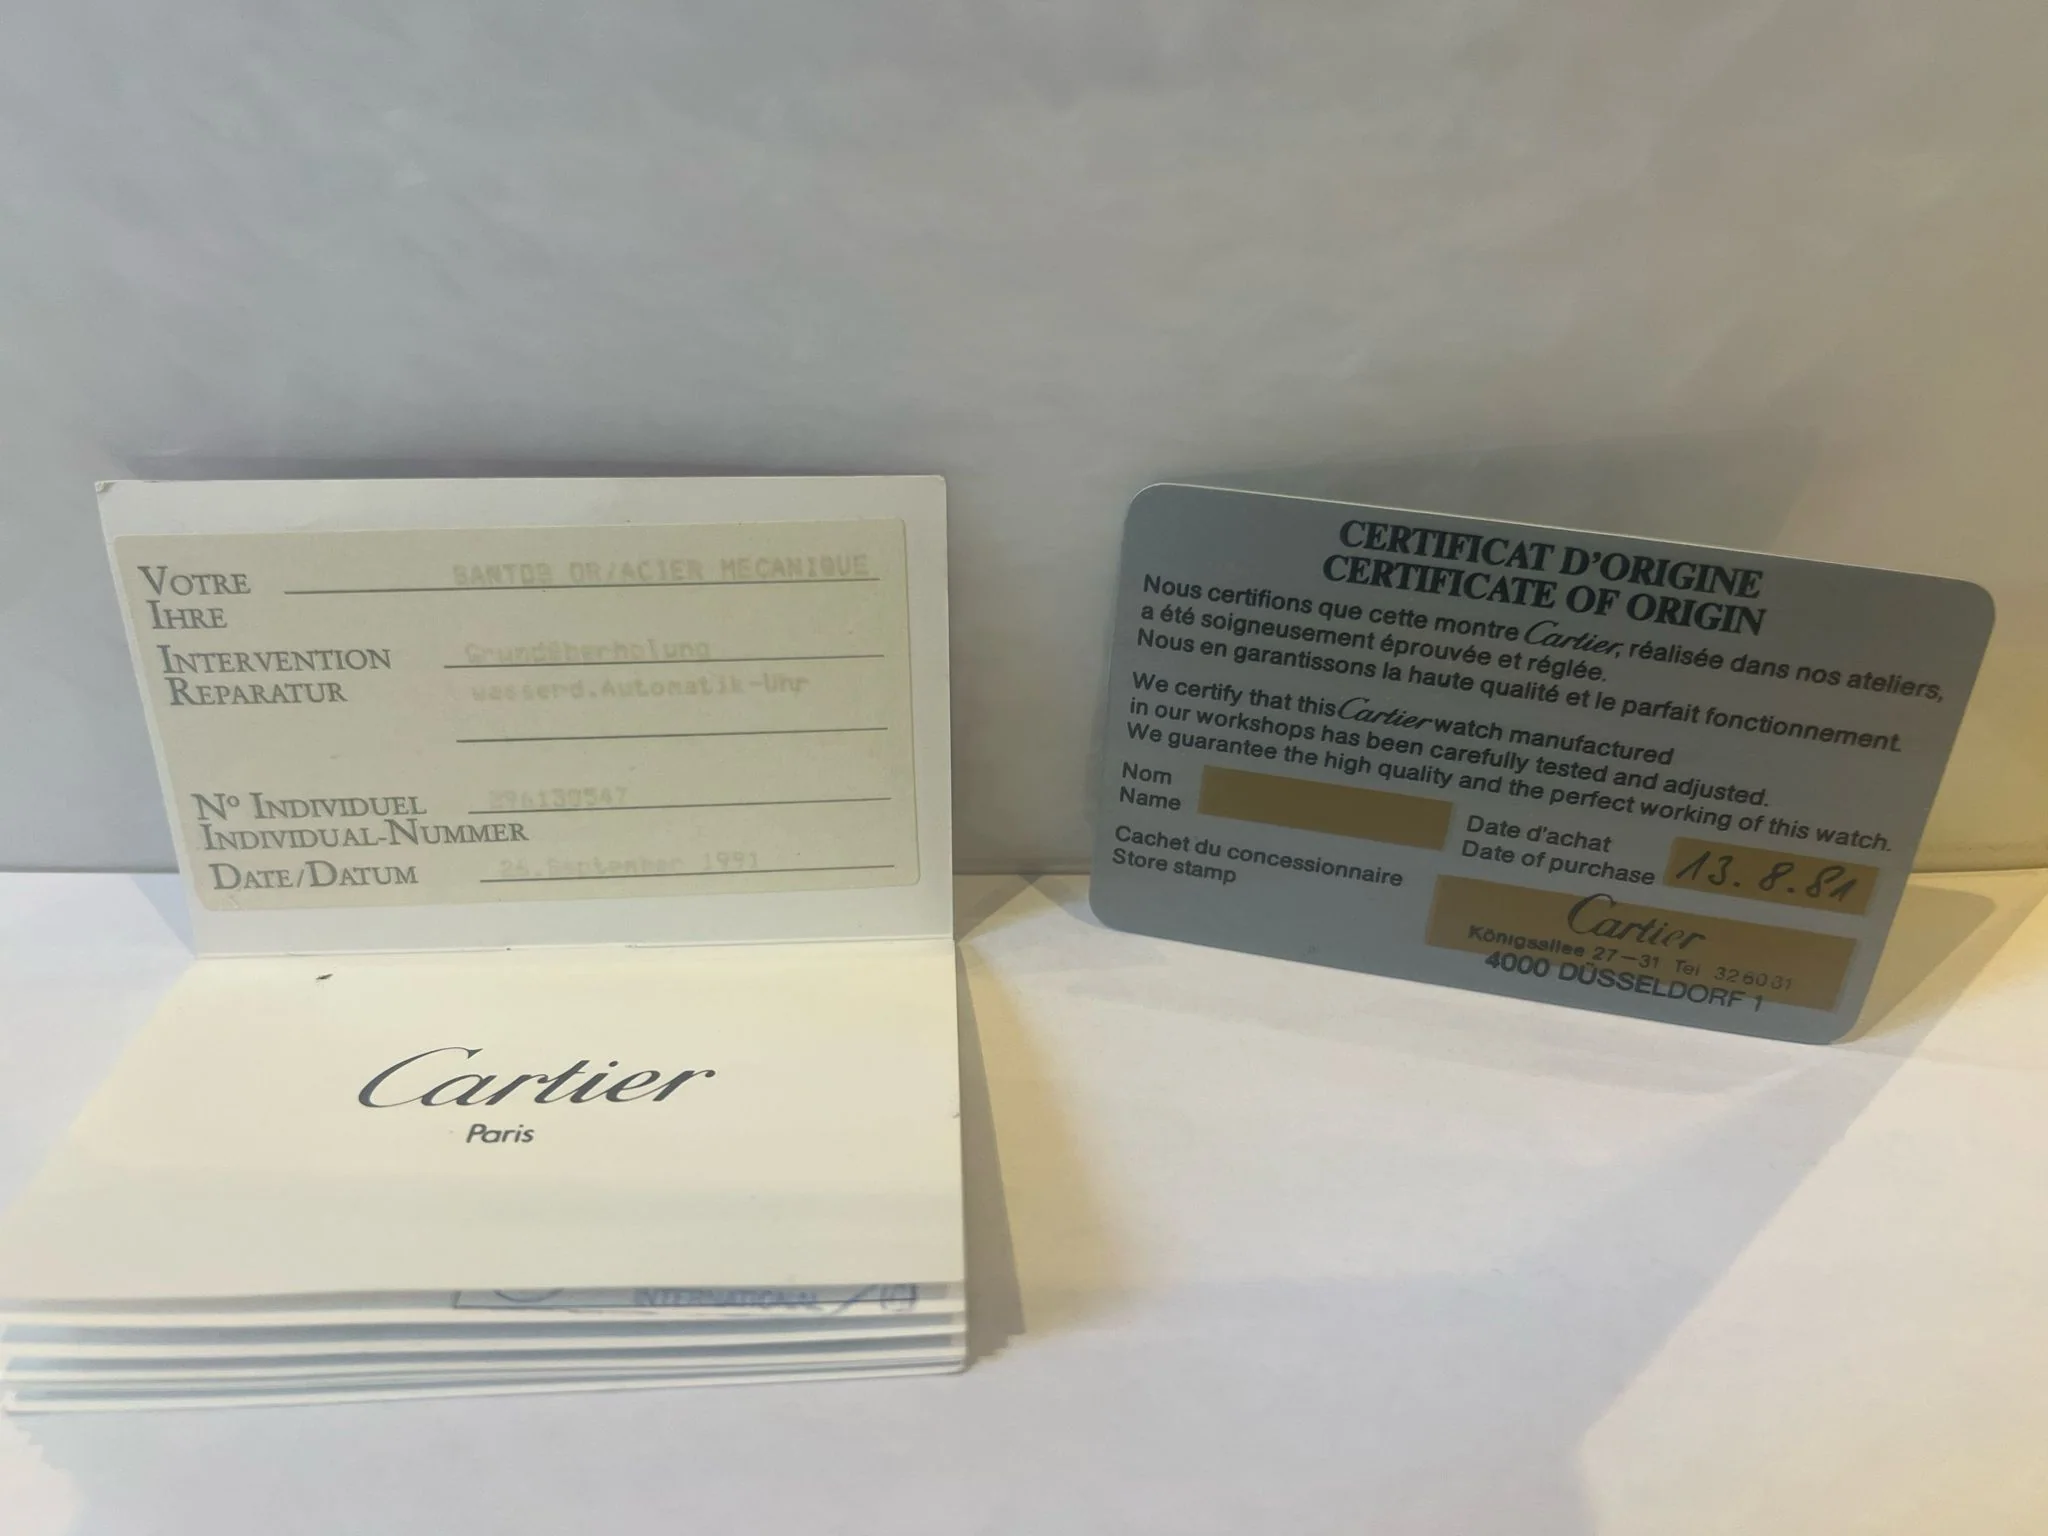 VOTRE SANTOS OR/ACIER MECANIQUE
IHRE
INTERVENTION Grundüberholung
REPARATUR wasserd.Automatik-Uhr
N° INDIVIDUEL
INDIVIDUAL-NUMMER
DATE/DATUM September 1991
Cartier
Paris
INTERNATIONAL
CERTIFICAT D'ORIGINE
CERTIFICATE OF ORIGIN
Nous certifions que cette montre Cartier, réalisée dans nos ateliers,
a été soigneusement éprouvée et réglée.
Nous en garantissons la haute qualité et le parfait fonctionnement.
We certify that this Cartier watch manufactured
in our workshops has been carefully tested and adjusted.
We guarantee the high quality and the perfect working of this watch.
Nom
Name
Date d'achat
Date of purchase 13.8.81
Cachet du concessionnaire
Store stamp
Cartier
Königsallee 27-31 Tel 326081
4000 DÜSSELDORF 1